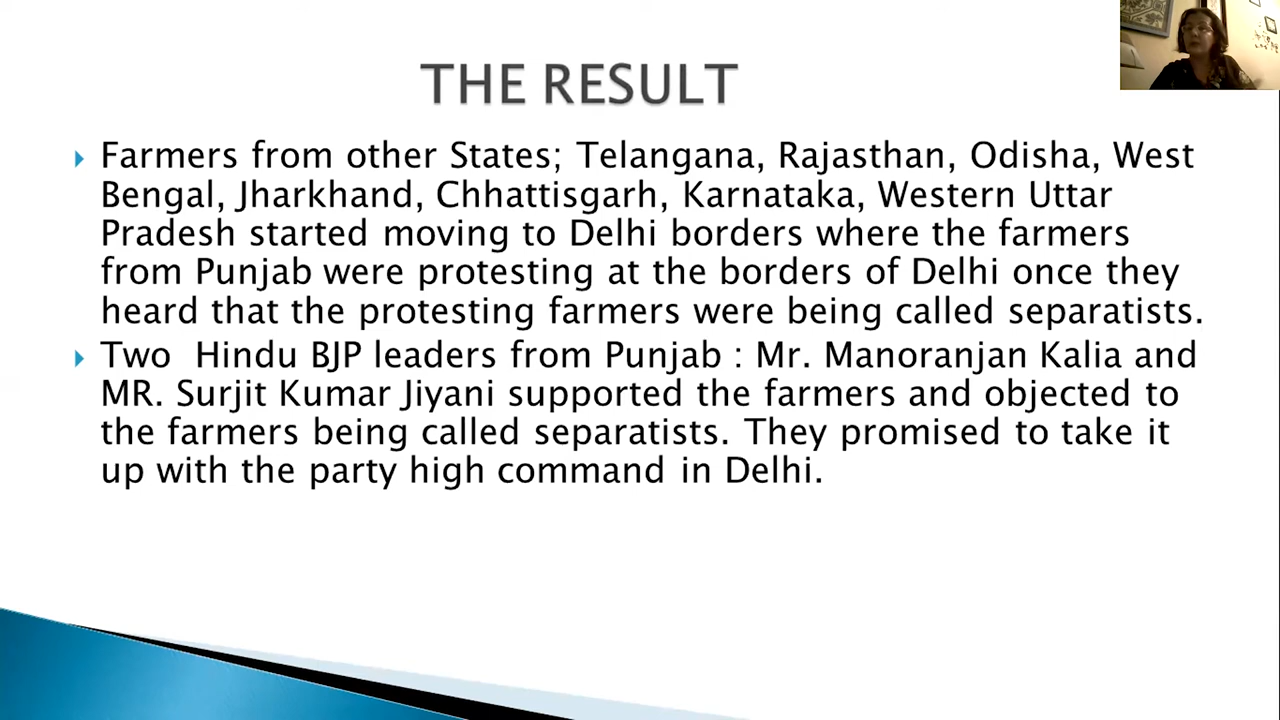 THE RESULT
Farmers from other States; Telangana, Rajasthan, Odisha, West
Bengal, Jharkhand, Chhattisgarh, Karnataka, Western Uttar
Pradesh started moving to Delhi borders where the farmers
from Punjab were protesting at the borders of Delhi once they
heard that the protesting farmers were being called separatists.
Two  Hindu BJP leaders from Punjab : Mr. Manoranjan Kalia and
MR. Surjit Kumar Jiyani supported the farmers and objected to
the farmers being called separatists. They promised to take it
up with the party high command in Delhi.